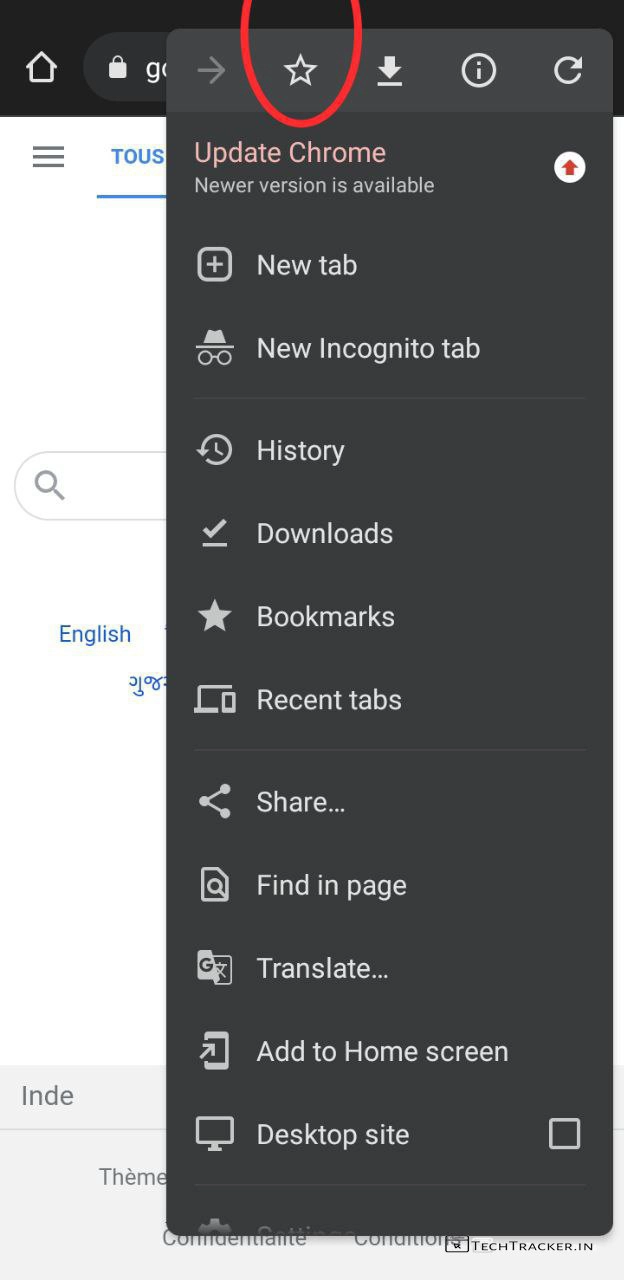 go
TOUS
Update Chrome
Newer version is available
New tab
New Incognito tab
History
Downloads
Bookmarks
English
Recent tabs
Share...
Find in page
Translate...
Add to Home screen
Inde
Desktop site
Thème
Settings
Confidentialité Conditions
TECHTRACKER.IN